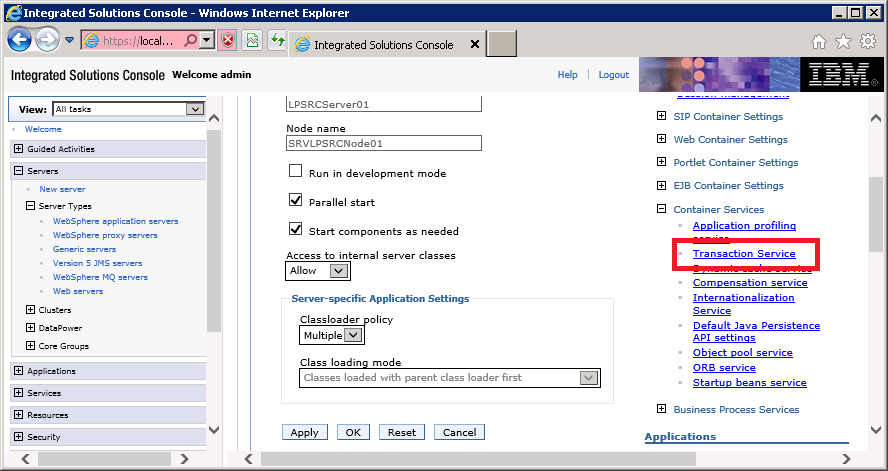 Integrated Solutions Console - Windows Internet Explorer
https://local...
Integrated Solutions Console
Integrated Solutions Console Welcome admin
Help | Logout
IBM
View: All tasks
Welcome
Guided Activities
Servers
New server
Server Types
WebSphere application servers
WebSphere proxy servers
Generic servers
Version 5 JMS servers
WebSphere MQ servers
Web servers
Clusters
DataPower
Core Groups
Applications
Services
Resources
Security
LPSRCServer01
Node name
SRVLPSRCNode01
Run in development mode
Parallel start
Start components as needed
Access to internal server classes
Allow
Server-specific Application Settings
Classloader policy
Multiple
Class loading mode
Classes loaded with parent class loader first
Apply
OK
Reset
Cancel
Session management
SIP Container Settings
Web Container Settings
Portlet Container Settings
EJB Container Settings
Container Services
Application profiling
service
Transaction Service
Dynamic cache service
Compensation service
Internationalization
Service
Default Java Persistence
API settings
Object pool service
ORB service
Startup beans service
Business Process Services
Applications